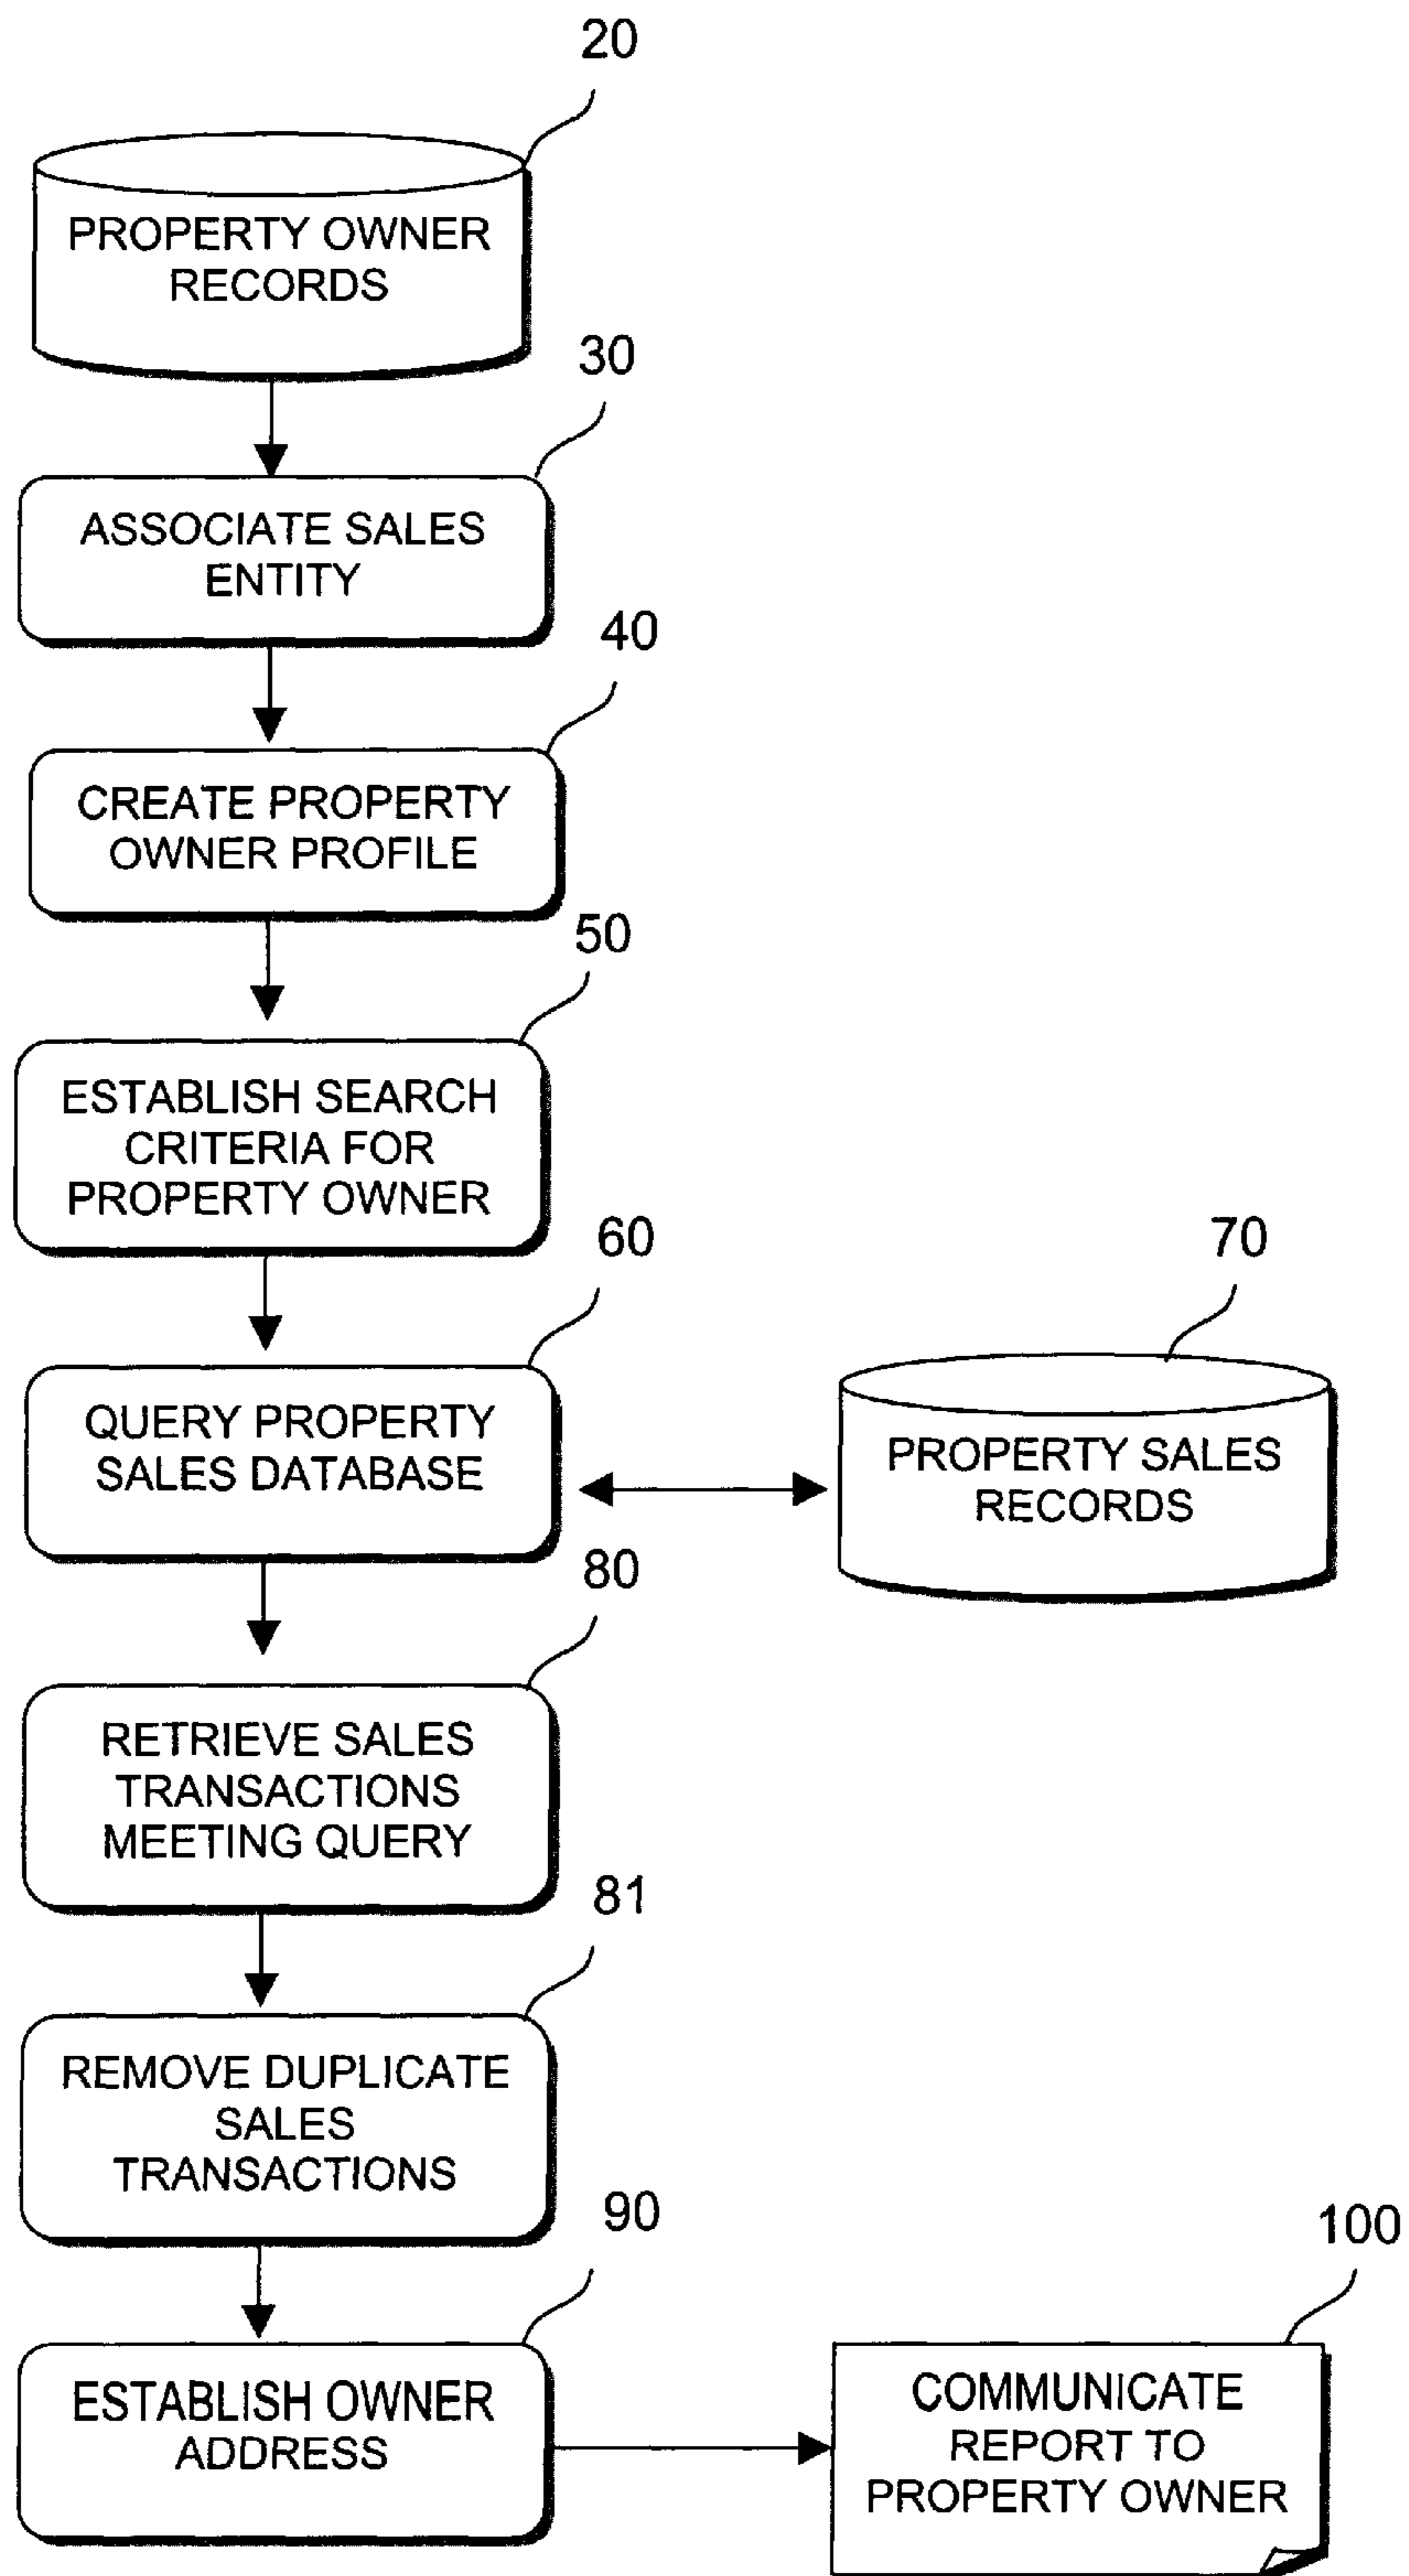 20
PROPERTY OWNER
RECORDS
30
ASSOCIATE SALES
ENTITY
40
CREATE PROPERTY
OWNER PROFILE
50
ESTABLISH SEARCH
CRITERIA FOR
PROPERTY OWNER
60
QUERY PROPERTY
SALES DATABASE
70
PROPERTY SALES
RECORDS
80
RETRIEVE SALES
TRANSACTIONS
MEETING QUERY
81
REMOVE DUPLICATE
SALES
TRANSACTIONS
90
ESTABLISH OWNER
ADDRESS
100
COMMUNICATE
REPORT TO
PROPERTY OWNER